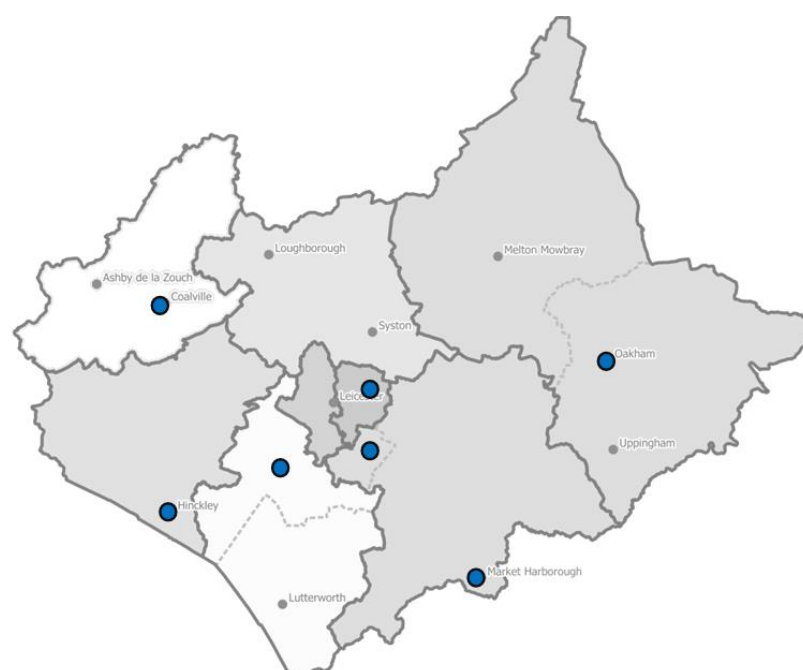 Loughborough
Melton Mowbray
Ashby de la Zouch
Coalville
Syston
Oakham
Leicester
Uppingham
Hinckley
Market Harborough
Lutterworth